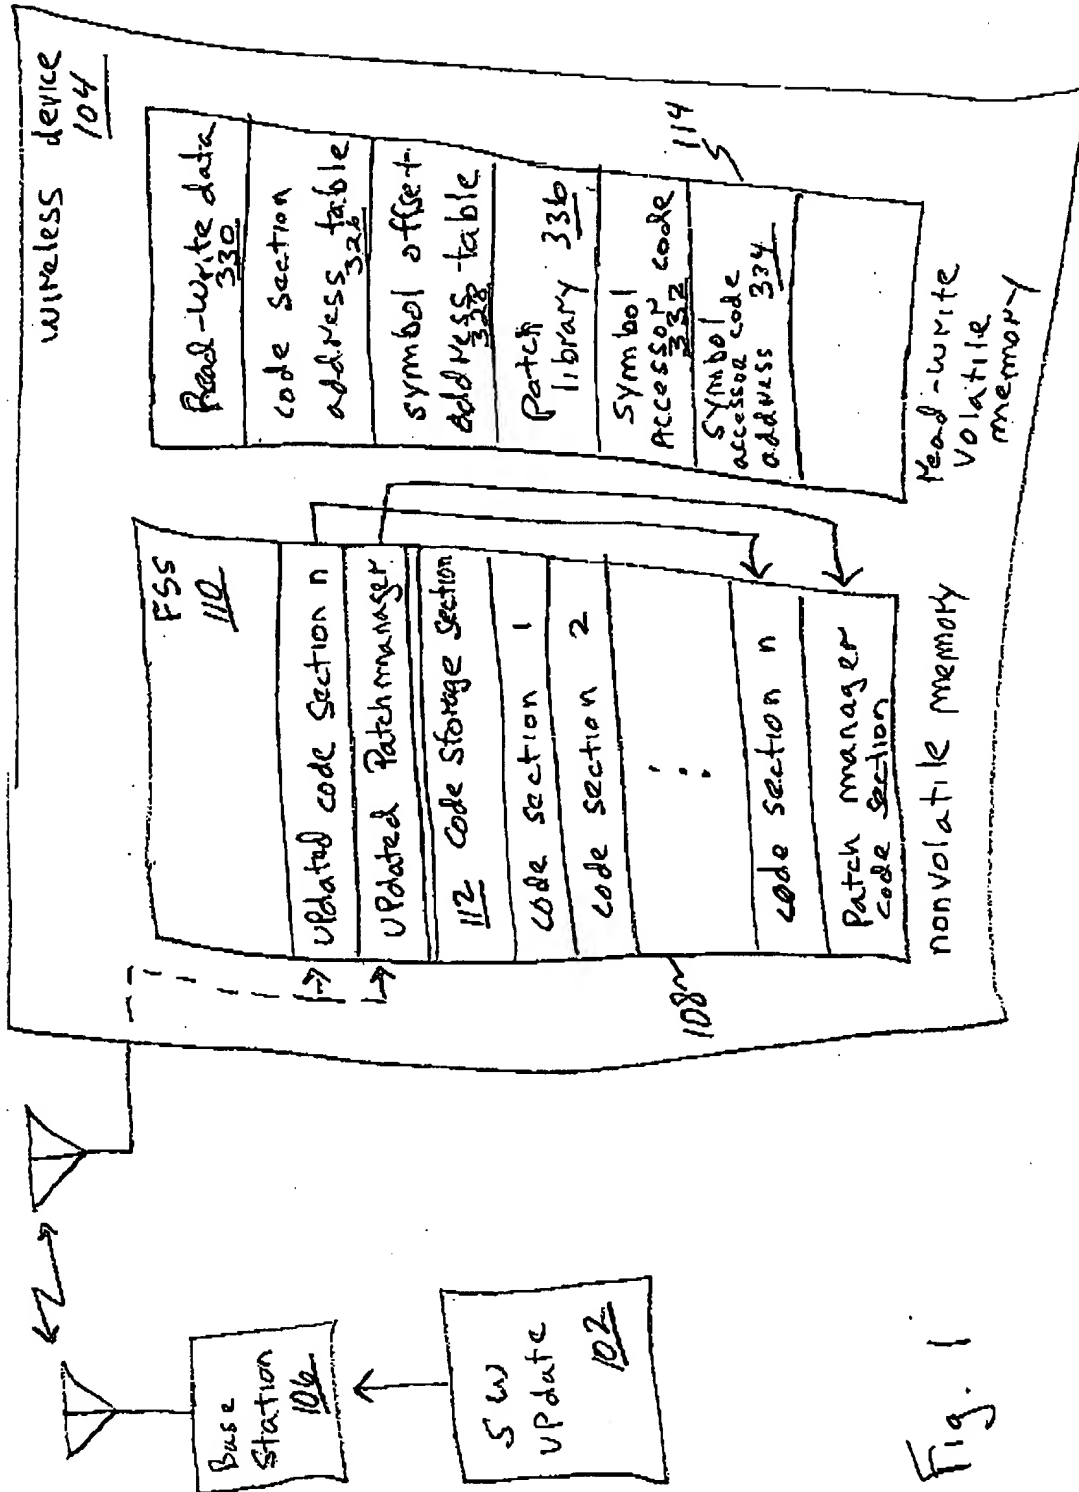 wireless device
104
FSS
110
updated code section n
updated Patch manager
112 Code Storage Section
code section 1
code section 2
:
code section n
Patch manager
code section
nonvolatile memory
108
Read-write data
330
code section
address table
326
symbol offset
address table
328
Patch
library 336
Symbol
Accessor code
332
Symbol
accessor code
address 334
114
read-write
volatile
memory
Base
Station
106
SW
update
102
Fig. 1